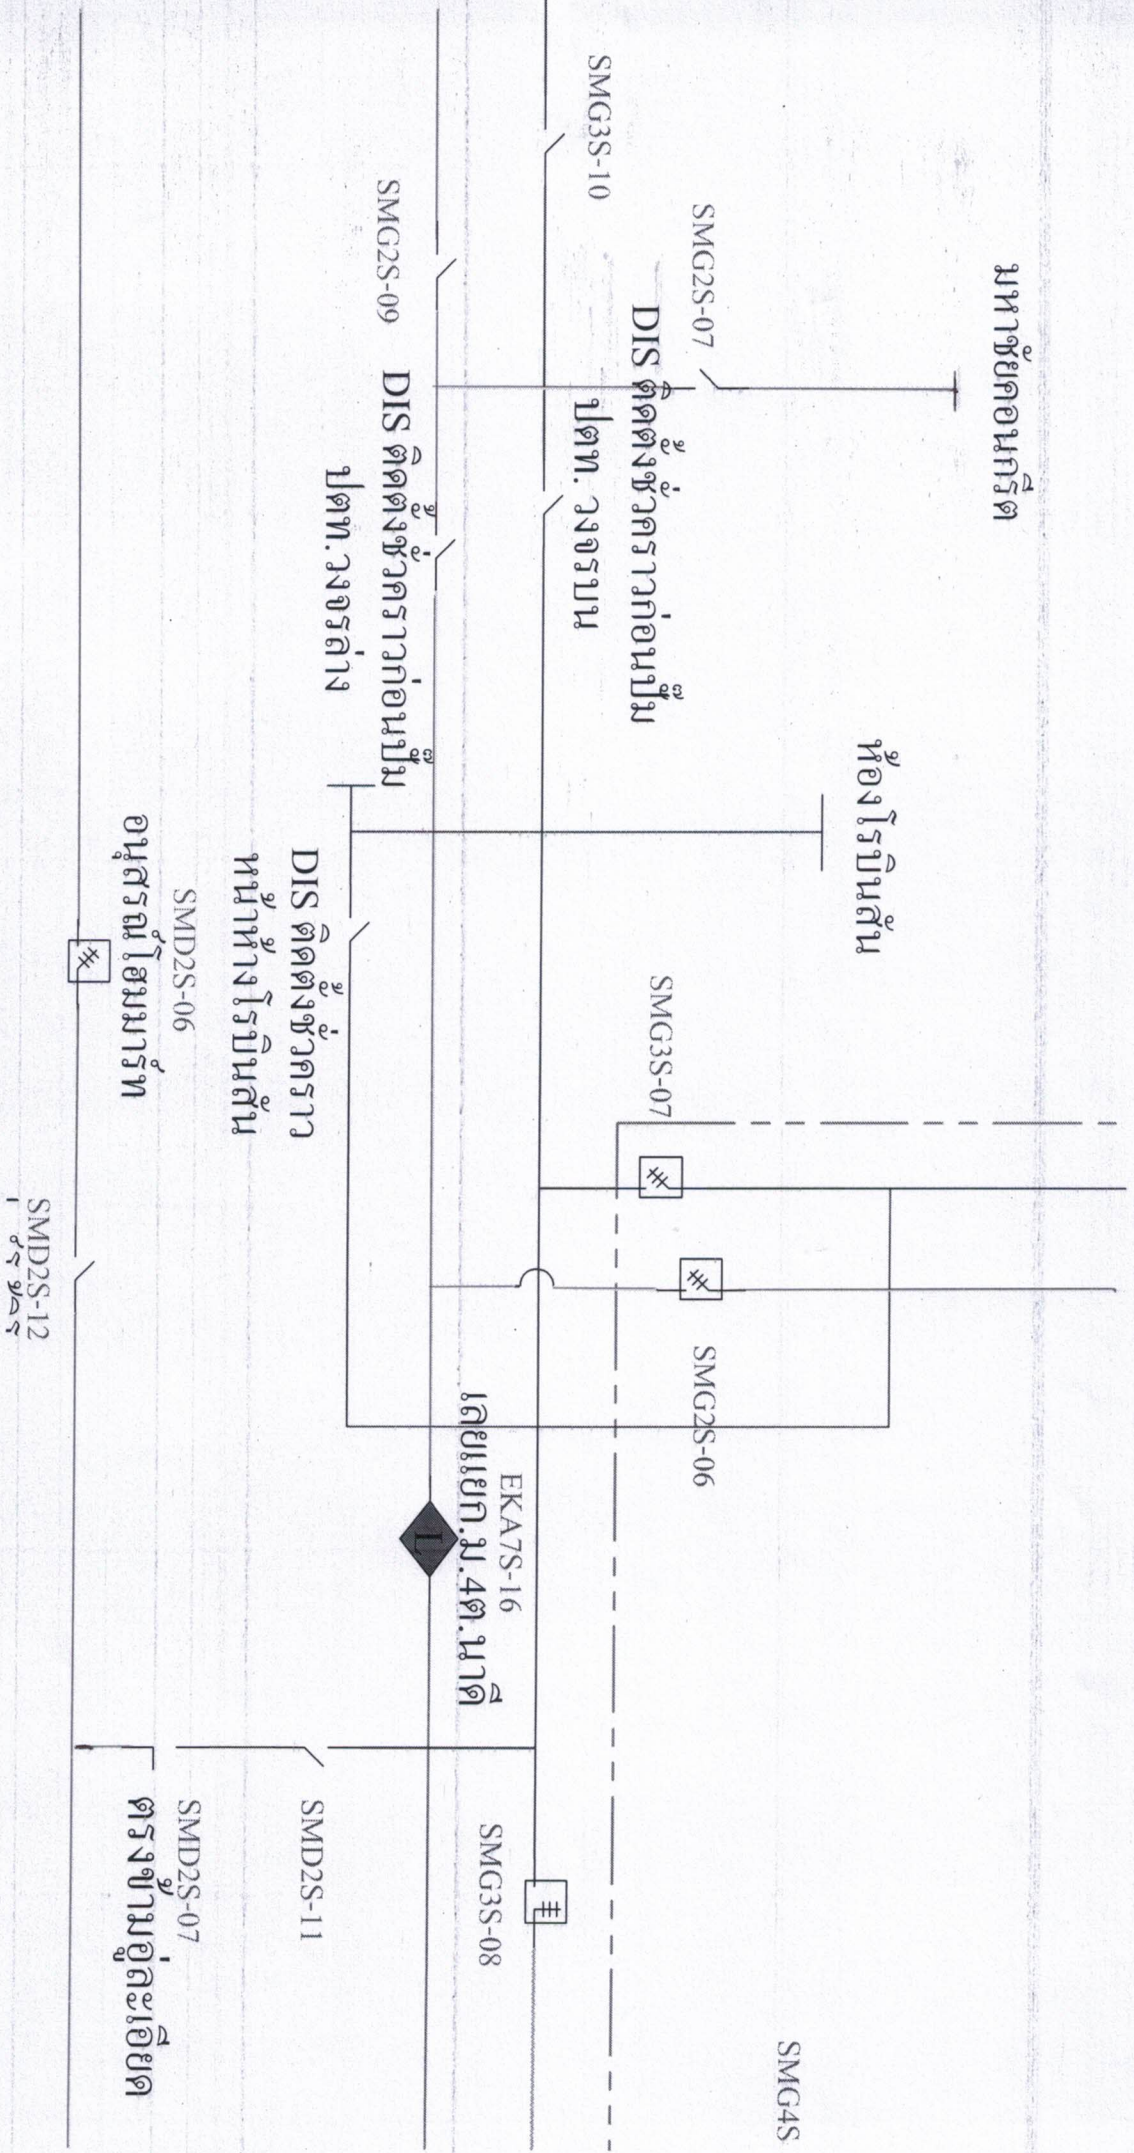 มหาชัยคอนกรีต
SMG2S-07
SMG3S-10
DIS ติดตั้งชั่วคราวก่อนปั๊ม
ปตท. วงจรบน
SMG2S-09
DIS ติดตั้งชั่วคราวก่อนปั๊ม
ปตท.วงจรล่าง
ห้องโรบินสัน
DIS ติดตั้งชั่วคราว
หน้าห้างโรบินสัน
SMD2S-06
อนุสรณ์โฮมมาร์ท
SMG3S-07
SMG2S-06
SMD2S-12
EKA7S-16
เลยแยก.ม.4ต.นาดี
L
SMG4S
SMG3S-08
SMD2S-11
SMD2S-07
ตรงข้ามอู่ละเอียด